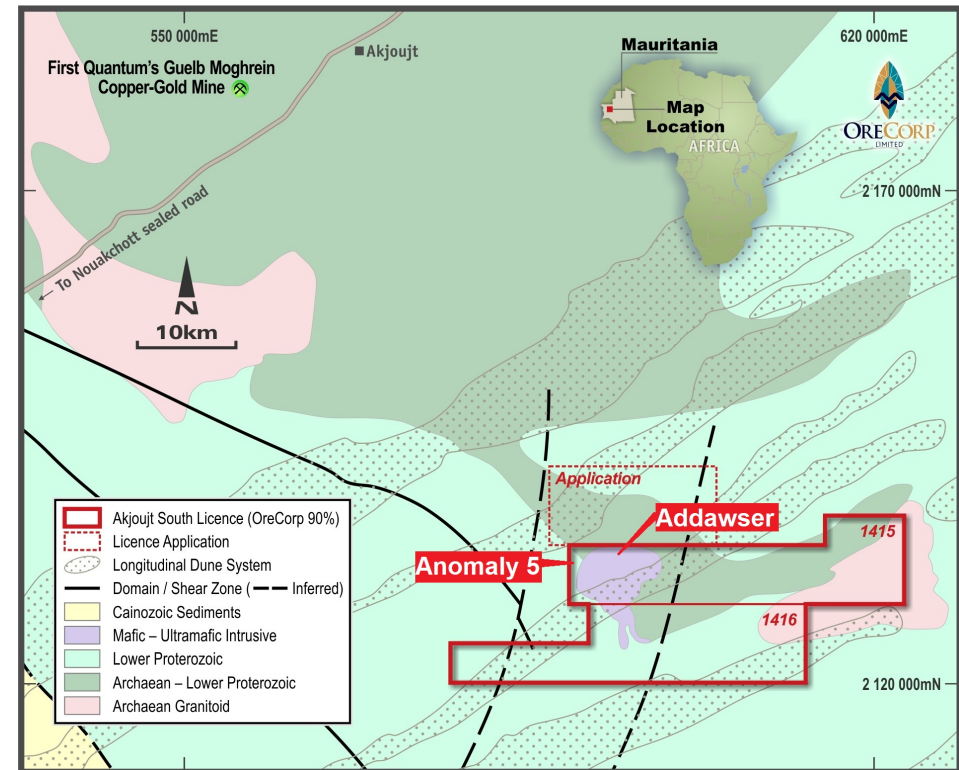 550 000mE
620 000mE
Akjoujt
First Quantum's Guelb Moghrein
Copper-Gold Mine
Mauritania
Map
Location
AFRICA
ORECORP
LIMITED
2 170 000mN
To Nouakchott sealed road
N
10km
Application
Addawser
1415
Anomaly 5
1416
2 120 000mN
Akjoujt South Licence (OreCorp 90%)
Licence Application
Longitudinal Dune System
Domain / Shear Zone ( Inferred)
Cainozoic Sediments
Mafic – Ultramafic Intrusive
Lower Proterozoic
Archaean – Lower Proterozoic
Archaean Granitoid